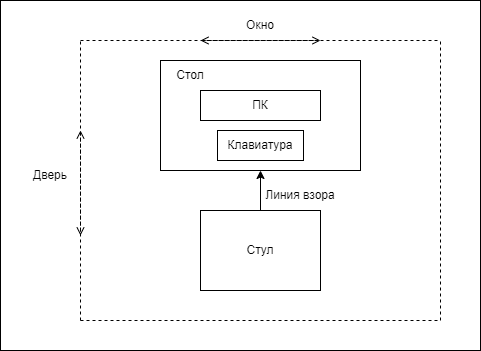 Окно
Стол
ПК
Клавиатура
Дверь
Линия взора
Стул